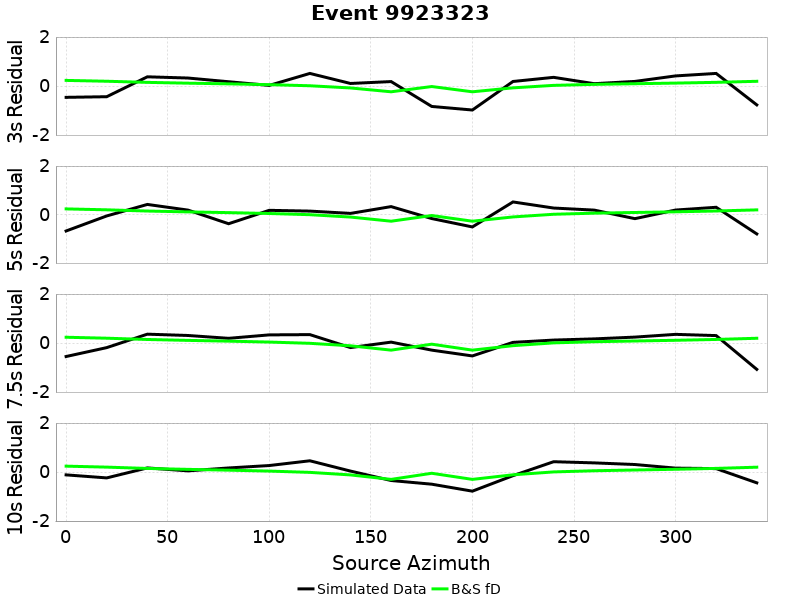 Event 9923323
3s Residual
2
0
-2
5s Residual
2
0
-2
7.5s Residual
2
0
-2
10s Residual
2
0
-2
0 50 100 150 200 250 300
Source Azimuth
Simulated Data B&S fD